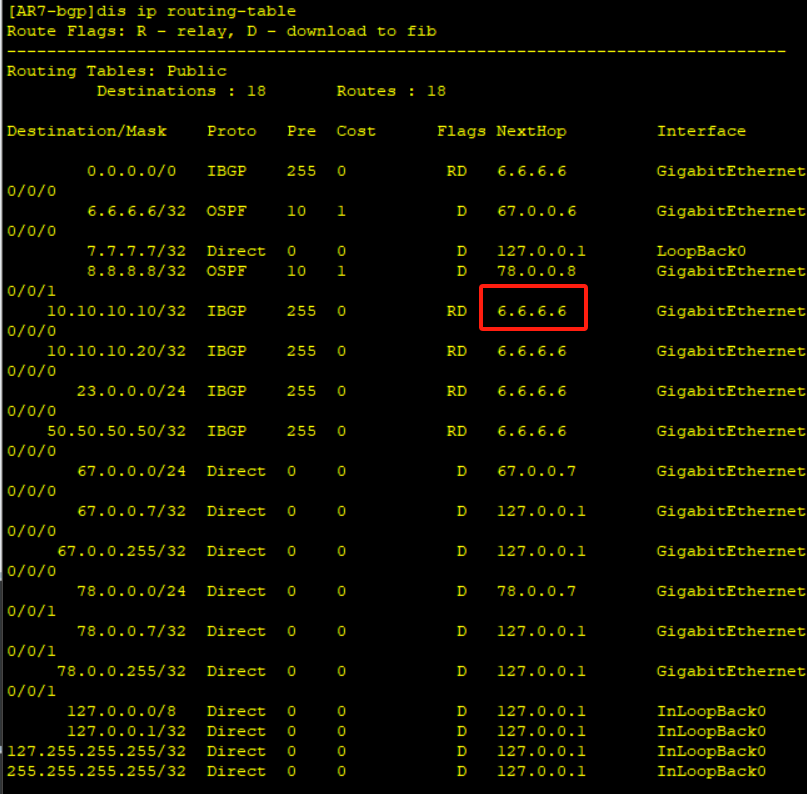 [AR7-bgp]dis ip routing-table
Route Flags: R - relay, D - download to fib
------------------------------------------------------------------------------
Routing Tables: Public
         Destinations : 18       Routes : 18
Destination/Mask    Proto   Pre  Cost      Flags NextHop         Interface
        0.0.0.0/0   IBGP    255  0          RD   6.6.6.6         GigabitEthernet
0/0/0
        6.6.6.6/32  OSPF    10   1           D   67.0.0.6        GigabitEthernet
0/0/0
        7.7.7.7/32  Direct  0    0           D   127.0.0.1       LoopBack0
        8.8.8.8/32  OSPF    10   1           D   78.0.0.8        GigabitEthernet
0/0/1
    10.10.10.10/32  IBGP    255  0          RD   6.6.6.6         GigabitEthernet
0/0/0
    10.10.10.20/32  IBGP    255  0          RD   6.6.6.6         GigabitEthernet
0/0/0
       23.0.0.0/24  IBGP    255  0          RD   6.6.6.6         GigabitEthernet
0/0/0
    50.50.50.50/32  IBGP    255  0          RD   6.6.6.6         GigabitEthernet
0/0/0
       67.0.0.0/24  Direct  0    0           D   67.0.0.7        GigabitEthernet
0/0/0
       67.0.0.7/32  Direct  0    0           D   127.0.0.1       GigabitEthernet
0/0/0
     67.0.0.255/32  Direct  0    0           D   127.0.0.1       GigabitEthernet
0/0/0
       78.0.0.0/24  Direct  0    0           D   78.0.0.7        GigabitEthernet
0/0/1
       78.0.0.7/32  Direct  0    0           D   127.0.0.1       GigabitEthernet
0/0/1
     78.0.0.255/32  Direct  0    0           D   127.0.0.1       GigabitEthernet
0/0/1
      127.0.0.0/8   Direct  0    0           D   127.0.0.1       InLoopBack0
      127.0.0.1/32  Direct  0    0           D   127.0.0.1       InLoopBack0
127.255.255.255/32  Direct  0    0           D   127.0.0.1       InLoopBack0
255.255.255.255/32  Direct  0    0           D   127.0.0.1       InLoopBack0